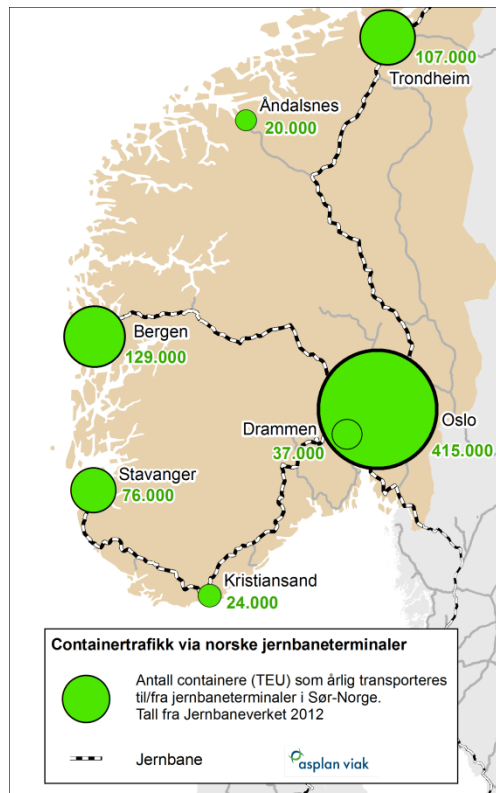 107.000
Trondheim
Åndalsnes
20.000
Bergen
129.000
Drammen
37.000
Oslo
415.000
Stavanger
76.000
Kristiansand
24.000
Containertrafikk via norske jernbaneterminaler
Antall containere (TEU) som årlig transporteres
til/fra jernbaneterminaler i Sør-Norge.
Tall fra Jernbaneverket 2012
Jernbane
asplan viak